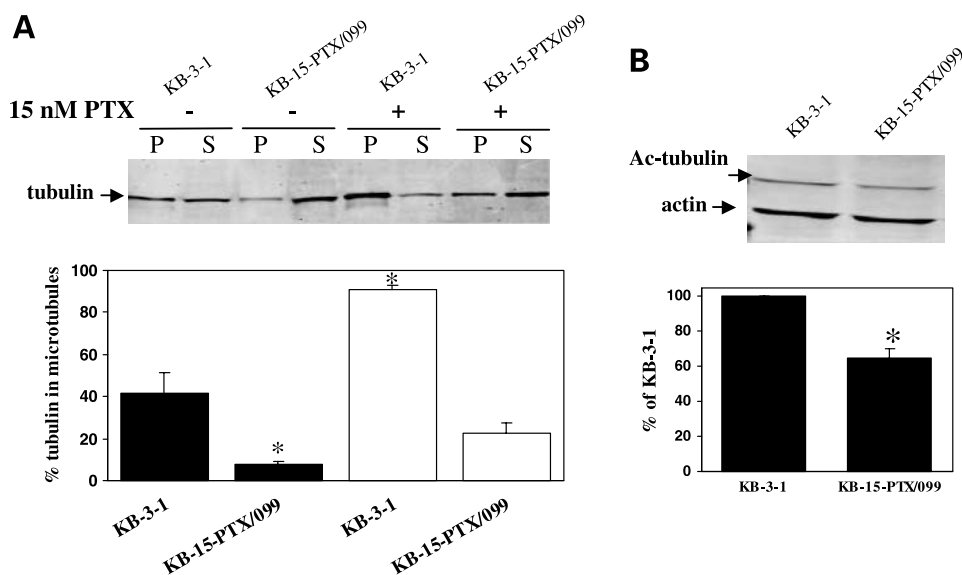 A
KB-3-1 KB-15-PTX/099 KB-3-1 KB-15-PTX/099
15 nM PTX - - + +
P S P S P S P S
tubulin
% tubulin in microtubules
100
80
60
40
20
0
* *
KB-3-1 KB-15-PTX/099 KB-3-1 KB-15-PTX/099
B
KB-3-1 KB-15-PTX/099
Ac-tubulin
actin
% of KB-3-1
100
80
60
40
20
0
*
KB-3-1 KB-15-PTX/099